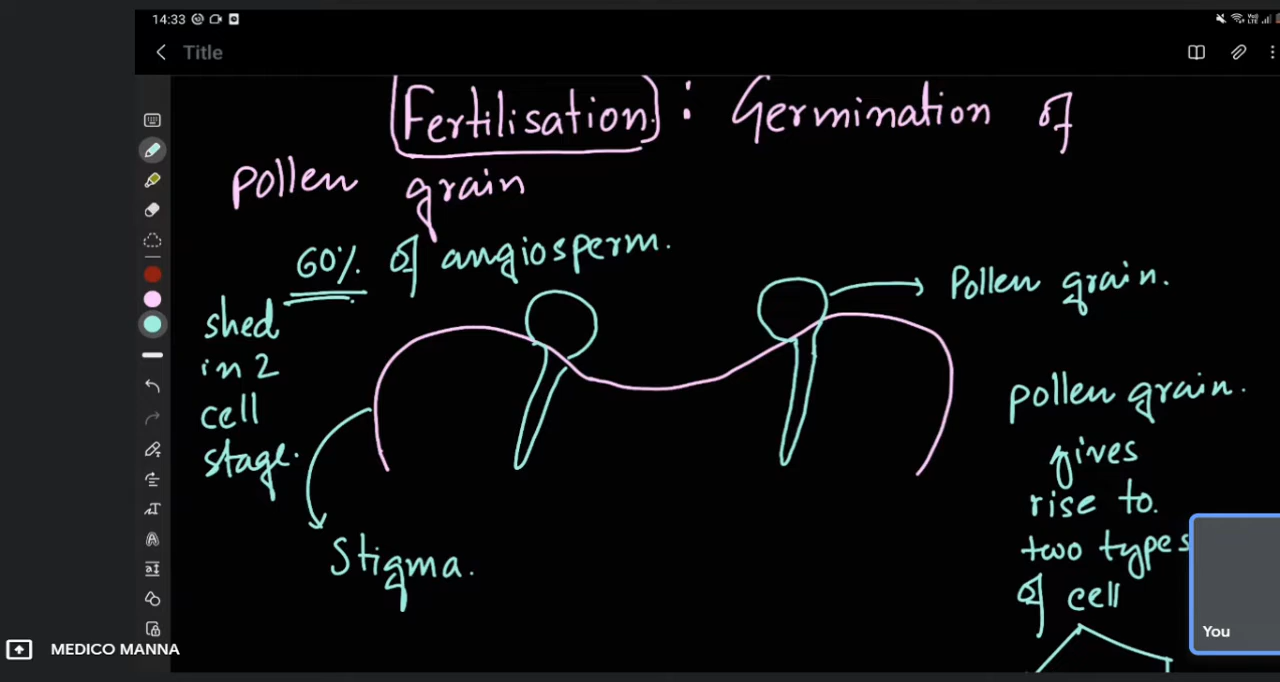 14:33
Title
Fertilisation : Germination of
pollen grain
60% of angiosperm.
shed
in 2
cell
stage.
Pollen grain.
Stigma.
pollen grain.
gives
rise to.
two types
of cell
You
MEDICO MANNA